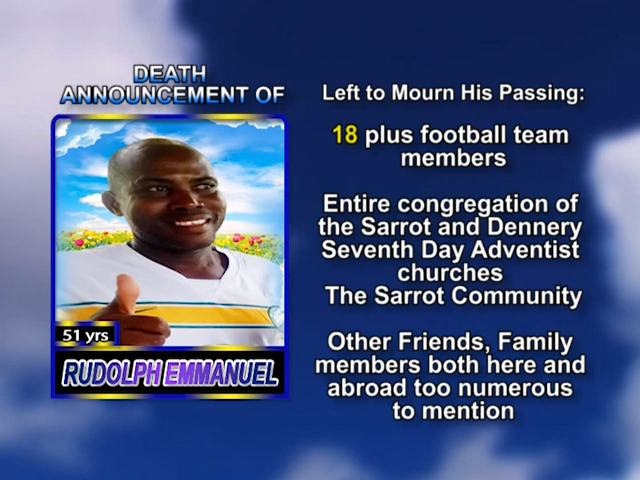 DEATH
ANNOUNCEMENT OF
51 yrs
RUDOLPH EMMANUEL
Left to Mourn His Passing:
18 plus football team
members
Entire congregation of
the Sarrot and Dennery
Seventh Day Adventist
churches
The Sarrot Community
Other Friends, Family
members both here and
abroad too numerous
to mention